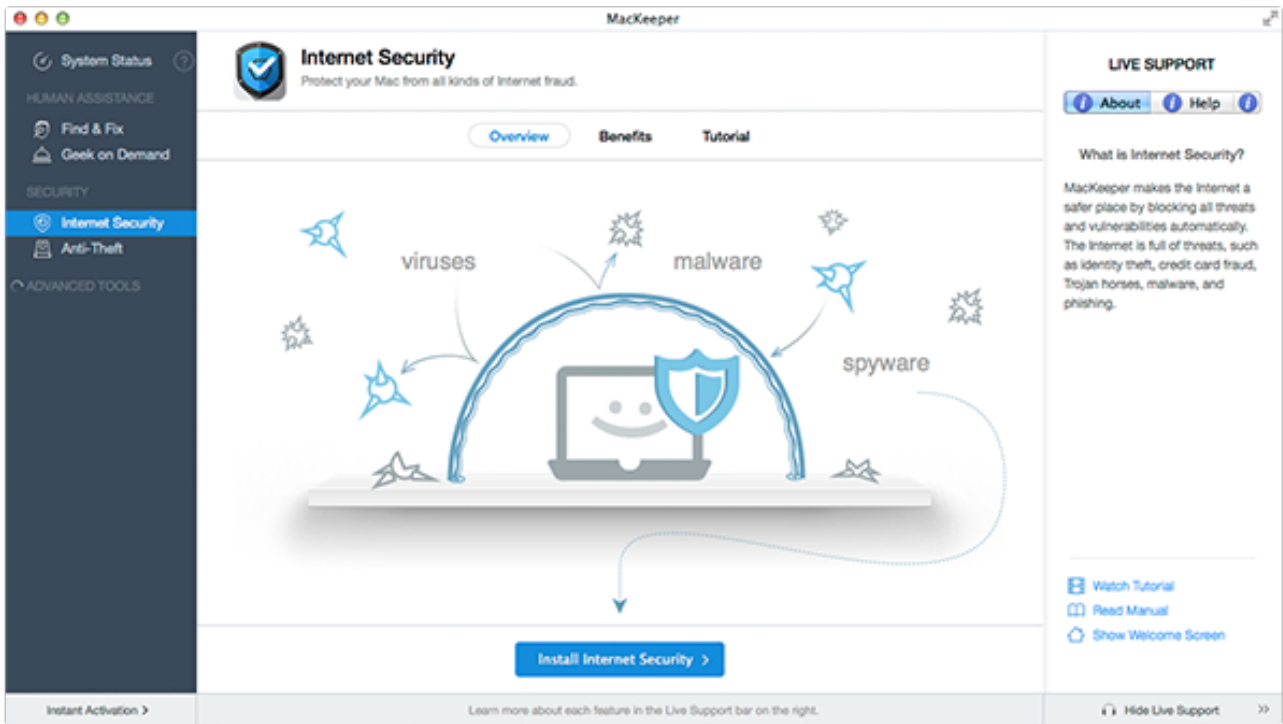 MacKeeper
System Status ?
HUMAN ASSISTANCE
Find & Fix
Geek on Demand
SECURITY
Internet Security
Anti-Theft
ADVANCED TOOLS
Instant Activation >
Internet Security
Protect your Mac from all kinds of Internet fraud.
Overview Benefits Tutorial
viruses
malware
spyware
Install Internet Security >
Learn more about each feature in the Live Support bar on the right.
LIVE SUPPORT
i About i Help i
What is Internet Security?
MacKeeper makes the Internet a
safer place by blocking all threats
and vulnerabilities automatically.
The Internet is full of threats, such
as identity theft, credit card fraud,
Trojan horses, malware, and
phishing.
Watch Tutorial
Read Manual
Show Welcome Screen
Hide Live Support >>